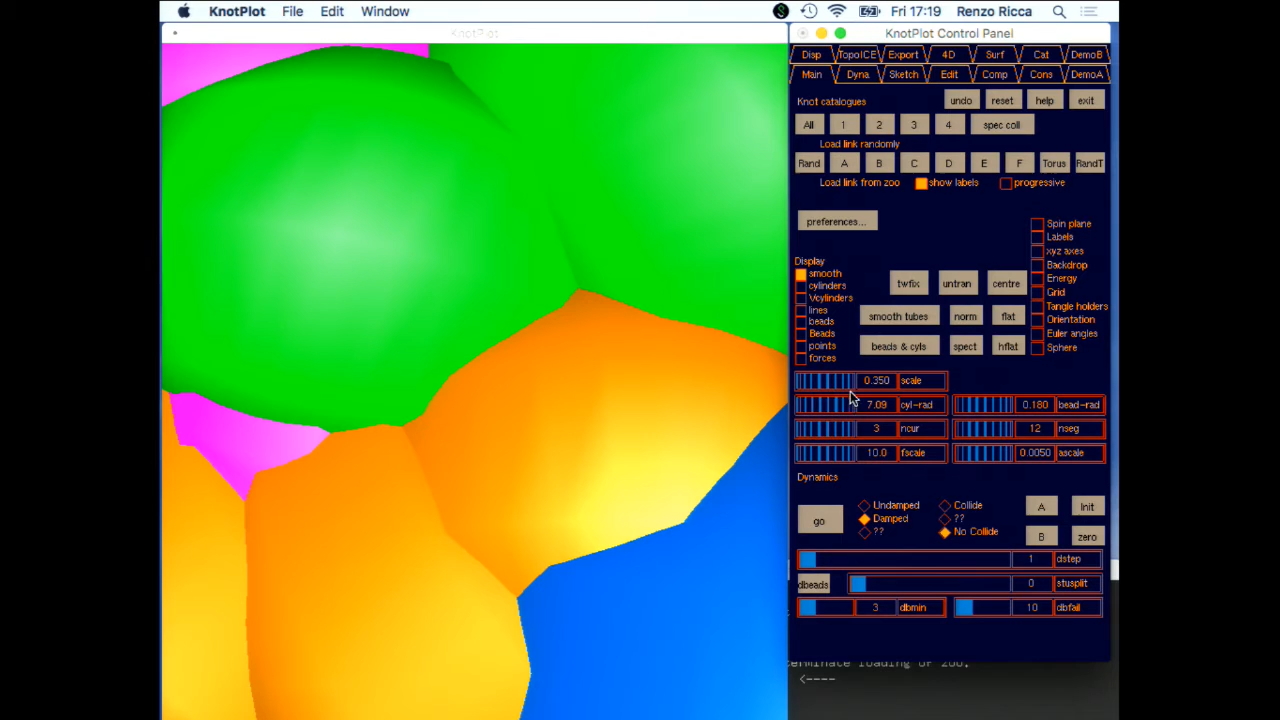 KnotPlot File Edit Window Fri 17:19 Renzo Ricca
KnotPlot
KnotPlot Control Panel
Disp TopoICE Export 4D Surf Cat DemoB
Main Dyna Sketch Edit Comp Cons DemoA
Knot catalogues undo reset help exit
All 1 2 3 4 spec coll
Load link randomly
Rand A B C D E F Torus RandT
Load link from zoo show labels progressive
preferences...
Spin plane
Labels
xyz axes
Backdrop
Energy
Grid
Tangle holders
Orientation
Euler angles
Sphere
Display
smooth
cylinders
Vcylinders
lines
beads
Beads
points
forces
twfix untran centre
smooth tubes norm flat
beads & cyls spect hflat
0.350 scale
7.09 cyl-rad 0.180 bead-rad
3 ncur 12 nseg
10.0 fscale 0.0050 ascale
Dynamics
go
Undamped Collide
Damped ??
?? No Collide
A Init
B zero
1 dstep
dbeads 0 stusplit
3 dbmin 10 dbfail
terminate loading of zoo.
<----